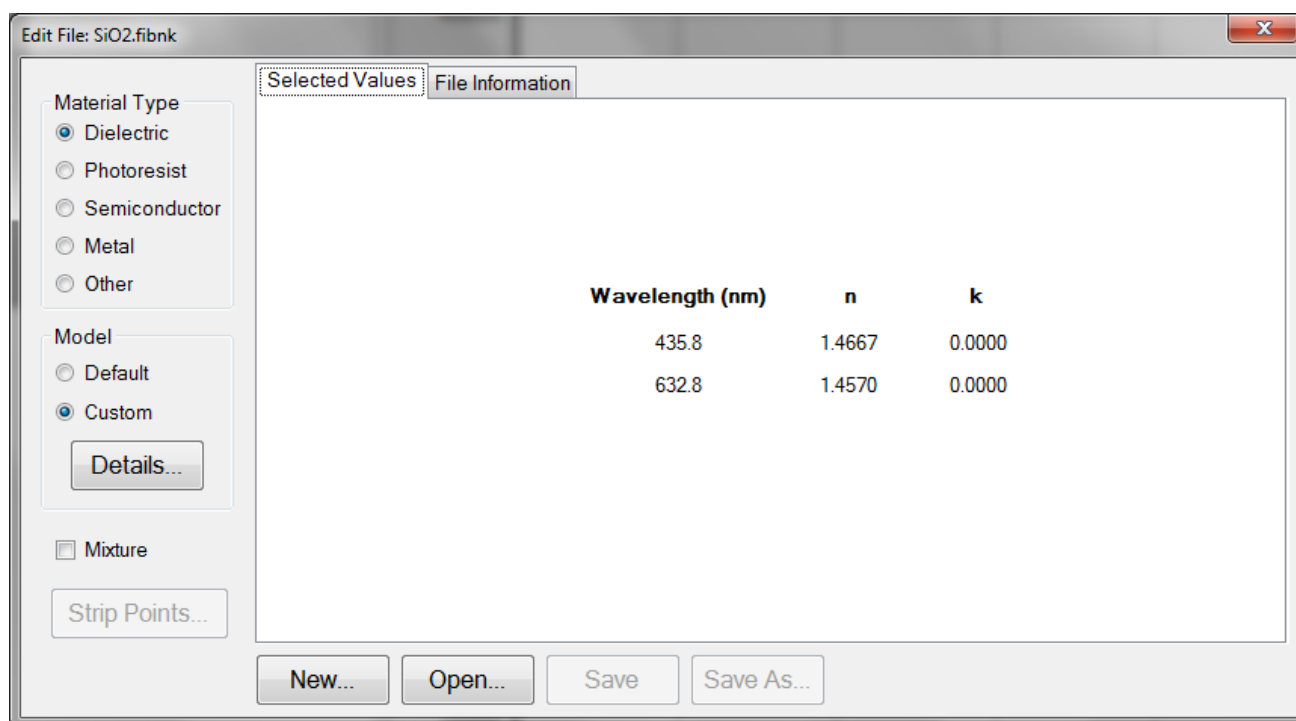 Edit File: SiO2.fibnk
X
Selected Values
File Information
Material Type
Dielectric
Photoresist
Semiconductor
Metal
Other
Model
Default
Custom
Details...
Mixture
Strip Points...
Wavelength (nm) n k
435.8 1.4667 0.0000
632.8 1.4570 0.0000
New... Open... Save Save As...